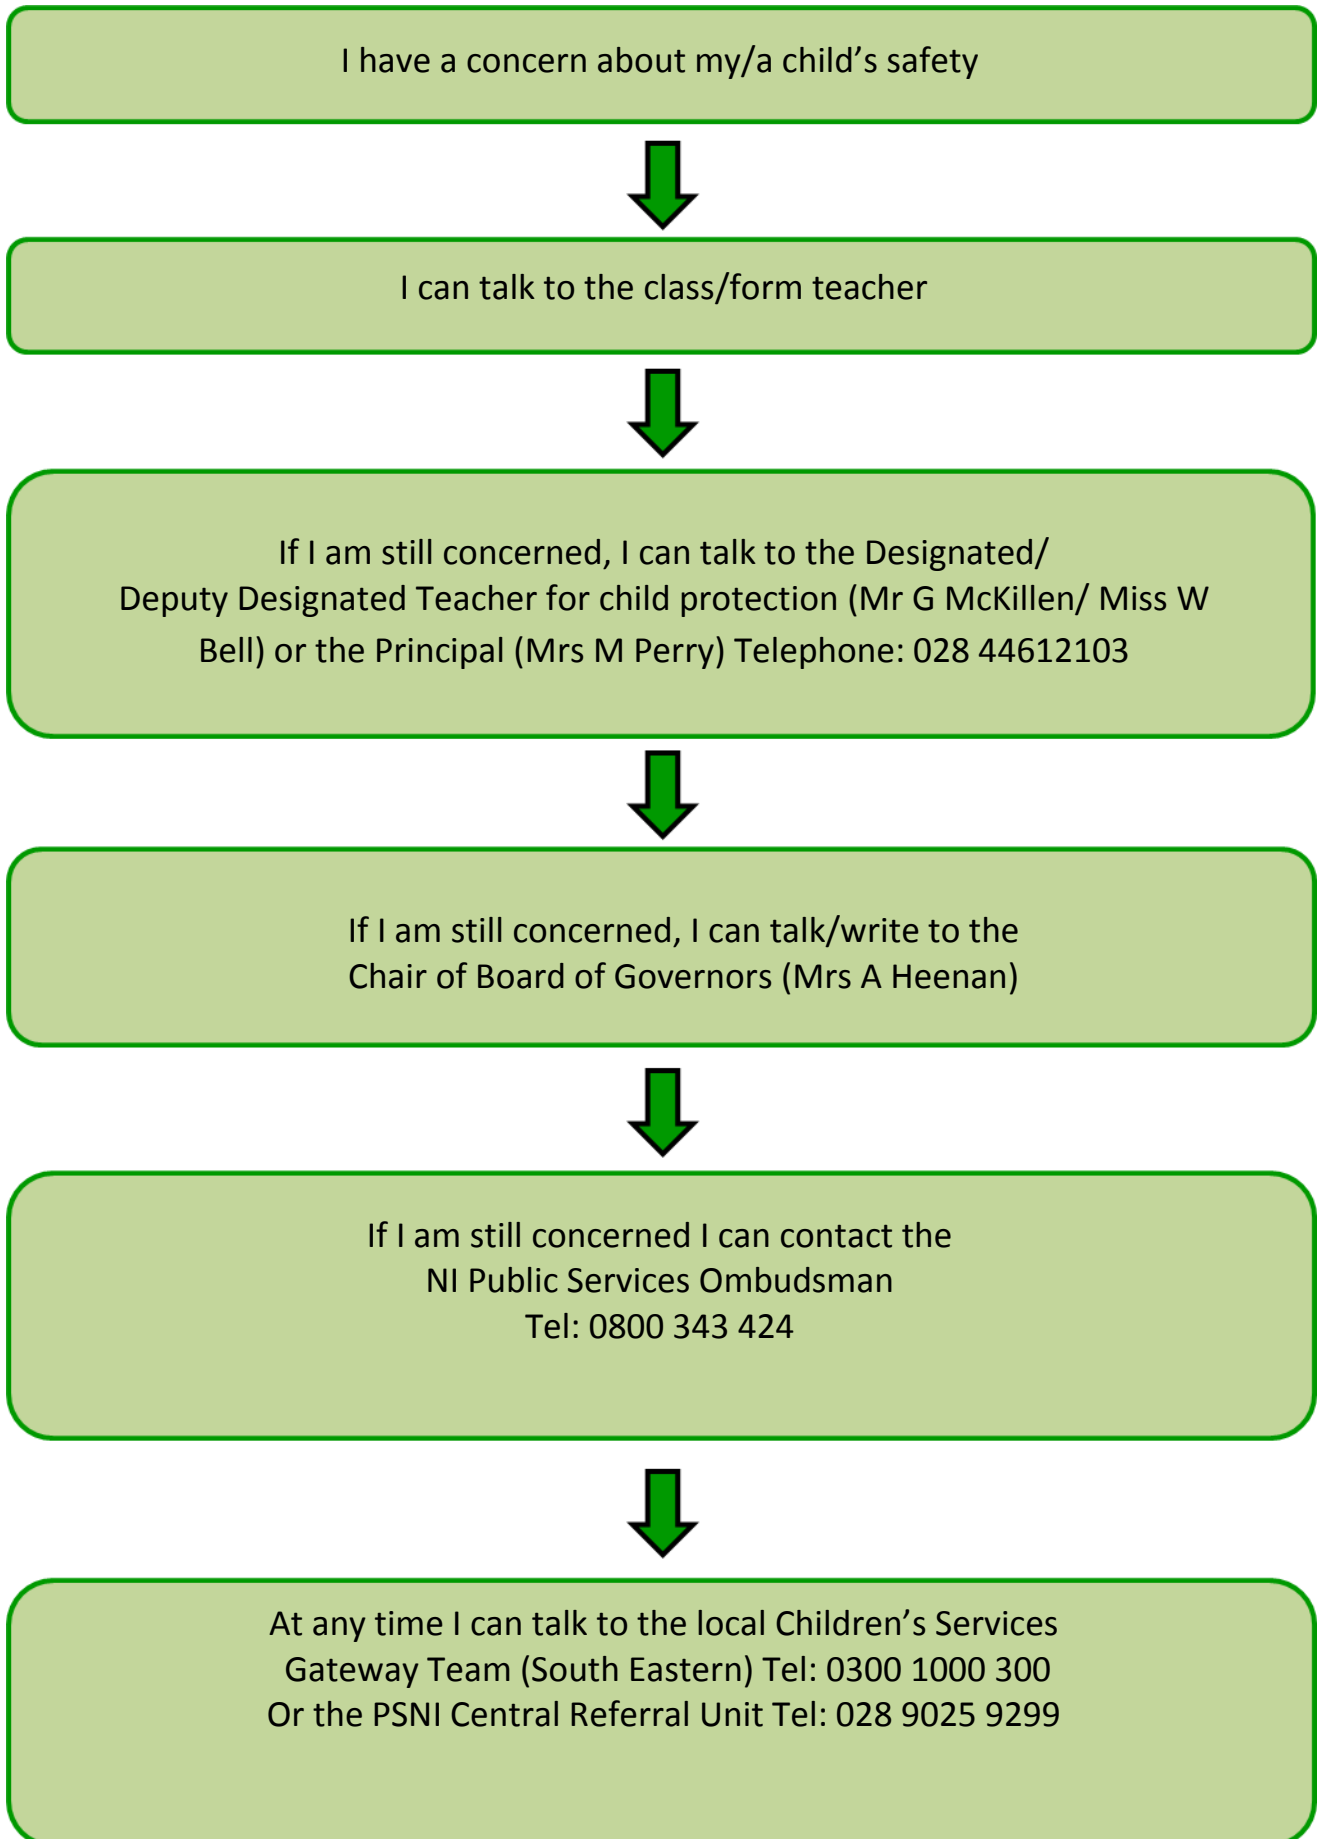 I have a concern about my/a child’s safety
I can talk to the class/form teacher
If I am still concerned, I can talk to the Designated/
Deputy Designated Teacher for child protection (Mr G McKillen/ Miss W
Bell) or the Principal (Mrs M Perry) Telephone: 028 44612103
If I am still concerned, I can talk/write to the
Chair of Board of Governors (Mrs A Heenan)
If I am still concerned I can contact the
NI Public Services Ombudsman
Tel: 0800 343 424
At any time I can talk to the local Children’s Services
Gateway Team (South Eastern) Tel: 0300 1000 300
Or the PSNI Central Referral Unit Tel: 028 9025 9299